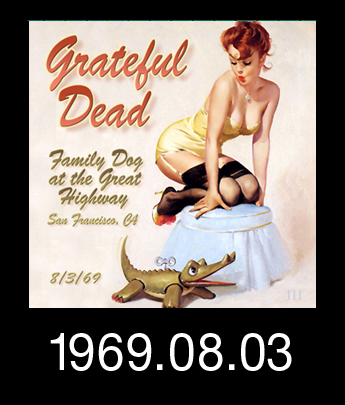 Grateful
Dead
Family Dog
at the Great
Highway
San Francisco, CA
8/3/69
1969.08.03